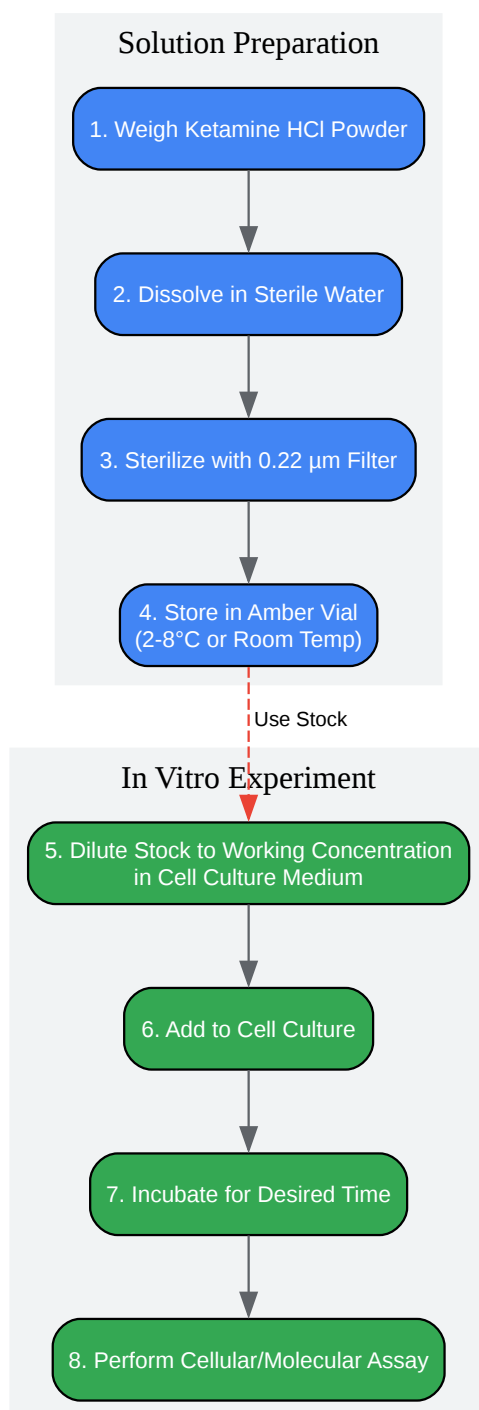 Solution Preparation
1. Weigh Ketamine HCl Powder
2. Dissolve in Sterile Water
3. Sterilize with 0.22 µm Filter
4. Store in Amber Vial
(2-8°C or Room Temp)
Use Stock
In Vitro Experiment
5. Dilute Stock to Working Concentration
in Cell Culture Medium
6. Add to Cell Culture
7. Incubate for Desired Time
8. Perform Cellular/Molecular Assay